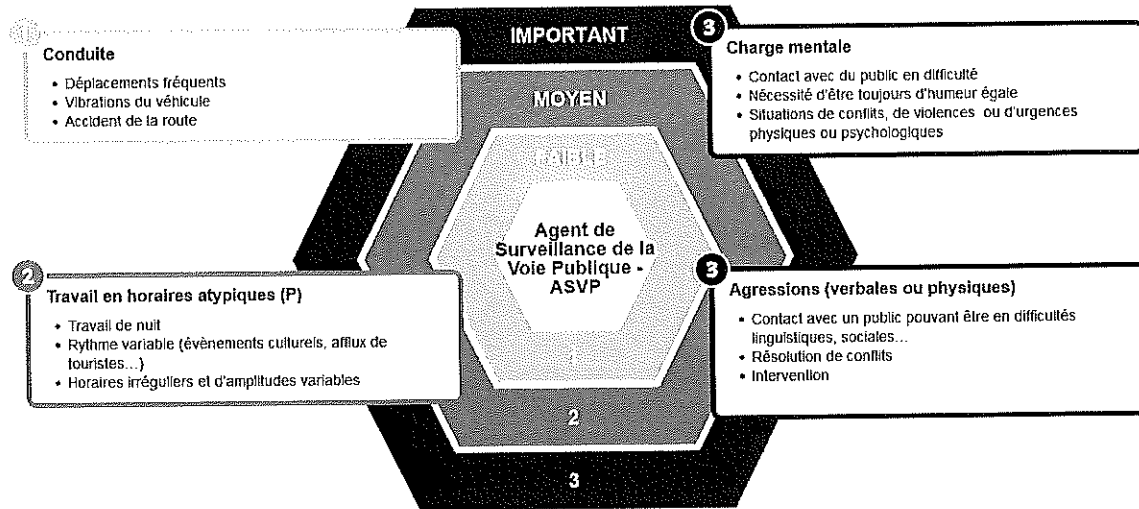 1
Conduite
• Déplacements fréquents
• Vibrations du véhicule
• Accident de la route
IMPORTANT
MOYEN
FAIBLE
Agent de
Surveillance de la
Voie Publique -
ASVP
1
2
3
3
Charge mentale
• Contact avec du public en difficulté
• Nécessité d'être toujours d'humeur égale
• Situations de conflits, de violences ou d'urgences
physiques ou psychologiques
2
Travail en horaires atypiques (P)
• Travail de nuit
• Rythme variable (évènements culturels, afflux de
touristes...)
• Horaires irréguliers et d'amplitudes variables
3
Agressions (verbales ou physiques)
• Contact avec un public pouvant être en difficultés
linguistiques, sociales...
• Résolution de conflits
• Intervention